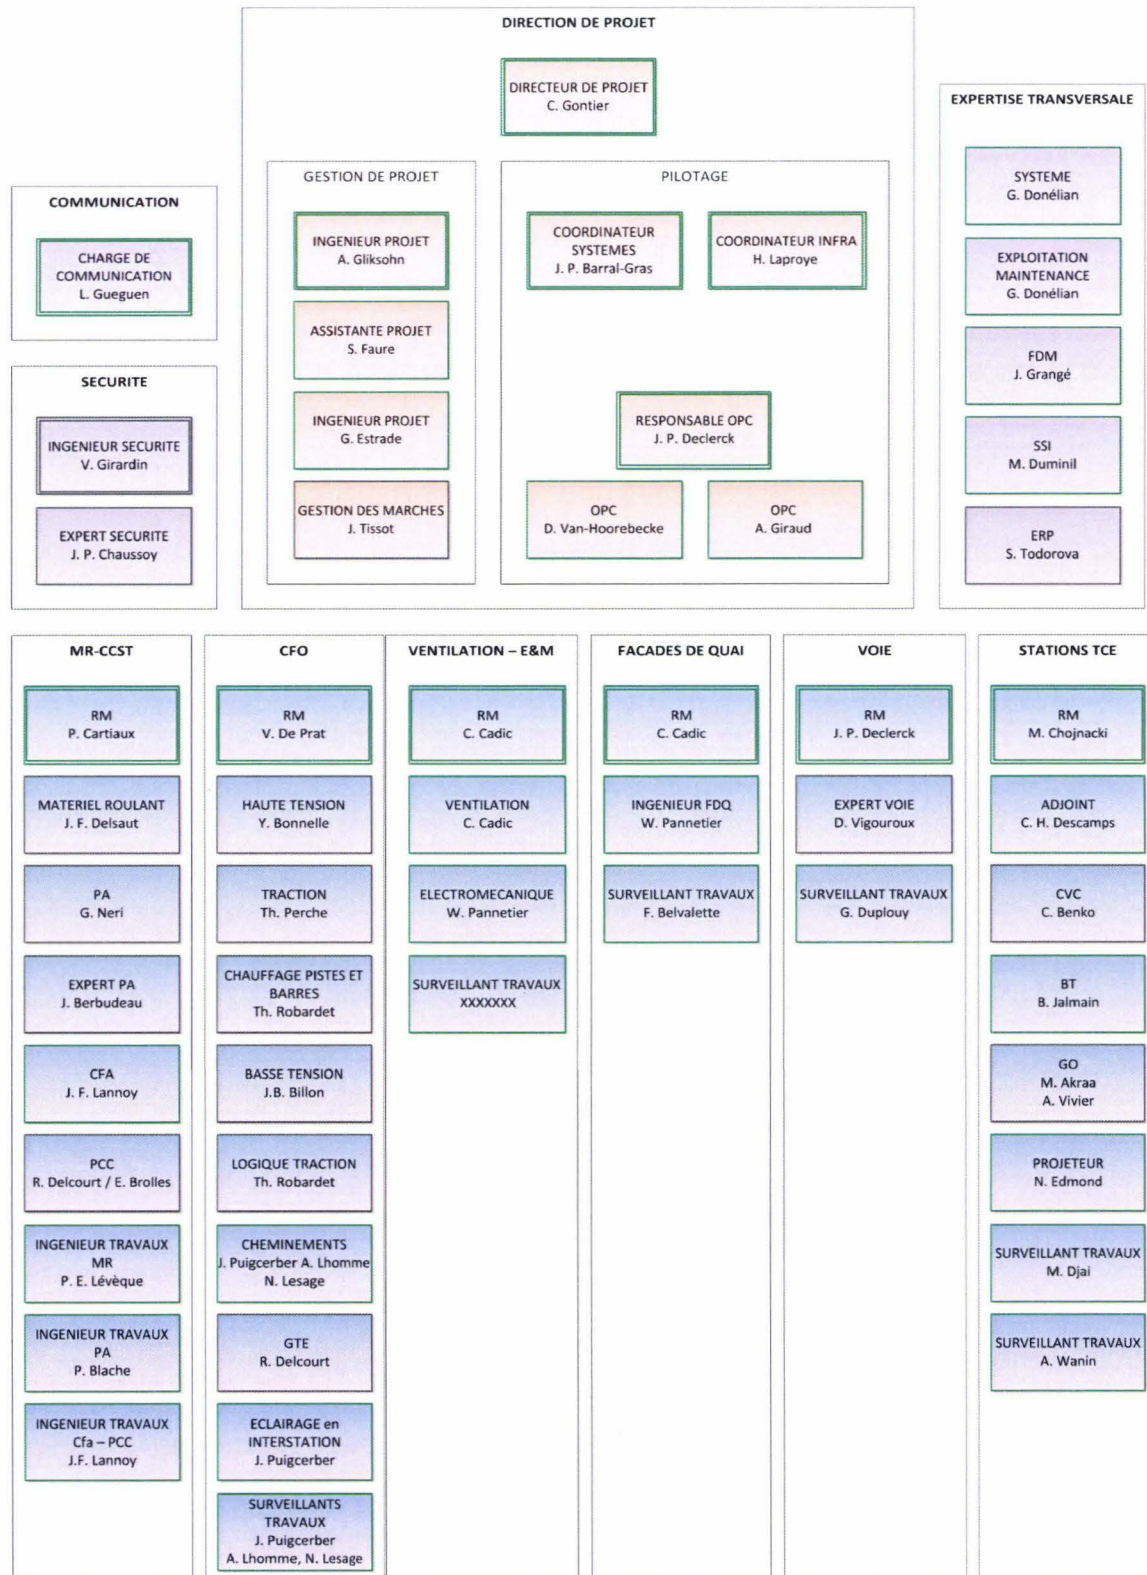 DIRECTION DE PROJET
DIRECTEUR DE PROJET
C. Gontier
GESTION DE PROJET
INGENIEUR PROJET
A. Gliksohn
ASSISTANTE PROJET
S. Faure
INGENIEUR PROJET
G. Estrade
GESTION DES MARCHES
J. Tissot
PILOTAGE
COORDINATEUR
SYSTEMES
J. P. Barral-Gras
COORDINATEUR INFRA
H. Laproye
RESPONSABLE OPC
J. P. Declerck
OPC
D. Van-Hoorebecke
OPC
A. Giraud
COMMUNICATION
CHARGE DE
COMMUNICATION
L. Gueguen
SECURITE
INGENIEUR SECURITE
V. Girardin
EXPERT SECURITE
J. P. Chaussoy
EXPERTISE TRANSVERSALE
SYSTEME
G. Donélian
EXPLOITATION
MAINTENANCE
G. Donélian
FDM
J. Grangé
SSI
M. Duminil
ERP
S. Todorova
MR-CCST
RM
P. Cartiaux
MATERIEL ROULANT
J. F. Delsaut
PA
G. Neri
EXPERT PA
J. Berbudeau
CFA
J. F. Lannoy
PCC
R. Delcourt / E. Brolles
INGENIEUR TRAVAUX
MR
P. E. Lévèque
INGENIEUR TRAVAUX
PA
P. Blache
INGENIEUR TRAVAUX
Cfa – PCC
J.F. Lannoy
CFO
RM
V. De Prat
HAUTE TENSION
Y. Bonnelle
TRACTION
Th. Perche
CHAUFFAGE PISTES ET
BARRES
Th. Robardet
BASSE TENSION
J.B. Billon
LOGIQUE TRACTION
Th. Robardet
CHEMINEMENTS
J. Puigcerber A. Lhomme
N. Lesage
GTE
R. Delcourt
ECLAIRAGE en
INTERSTATION
J. Puigcerber
SURVEILLANTS
TRAVAUX
J. Puigcerber
A. Lhomme, N. Lesage
VENTILATION – E&M
RM
C. Cadic
VENTILATION
C. Cadic
ELECTROMECANIQUE
W. Pannetier
SURVEILLANT TRAVAUX
XXXXXXX
FACADES DE QUAI
RM
C. Cadic
INGENIEUR FDQ
W. Pannetier
SURVEILLANT TRAVAUX
F. Belvalette
VOIE
RM
J. P. Declerck
EXPERT VOIE
D. Vigouroux
SURVEILLANT TRAVAUX
G. Duplouy
STATIONS TCE
RM
M. Chojnacki
ADJOINT
C. H. Descamps
CVC
C. Benko
BT
B. Jalmain
GO
M. Akraa
A. Vivier
PROJETEUR
N. Edmond
SURVEILLANT TRAVAUX
M. Djai
SURVEILLANT TRAVAUX
A. Wanin